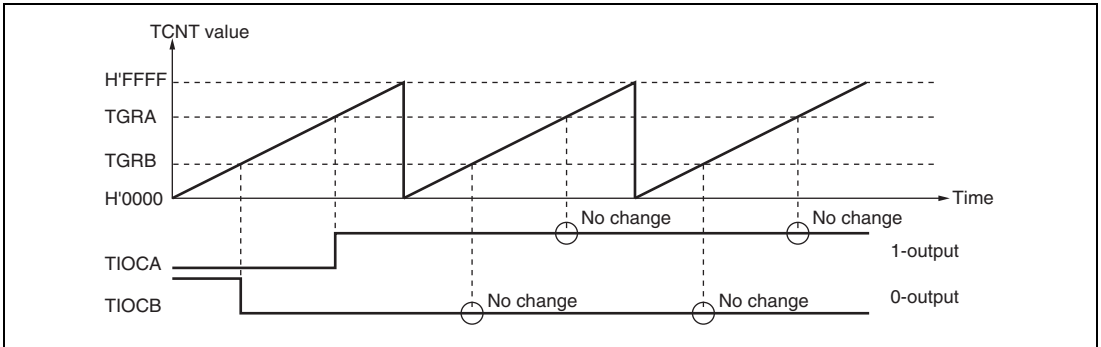 TCNT value
H'FFFF
TGRA
TGRB
H'0000
Time
No change
No change
1-output
TIOCA
No change
No change
0-output
TIOCB